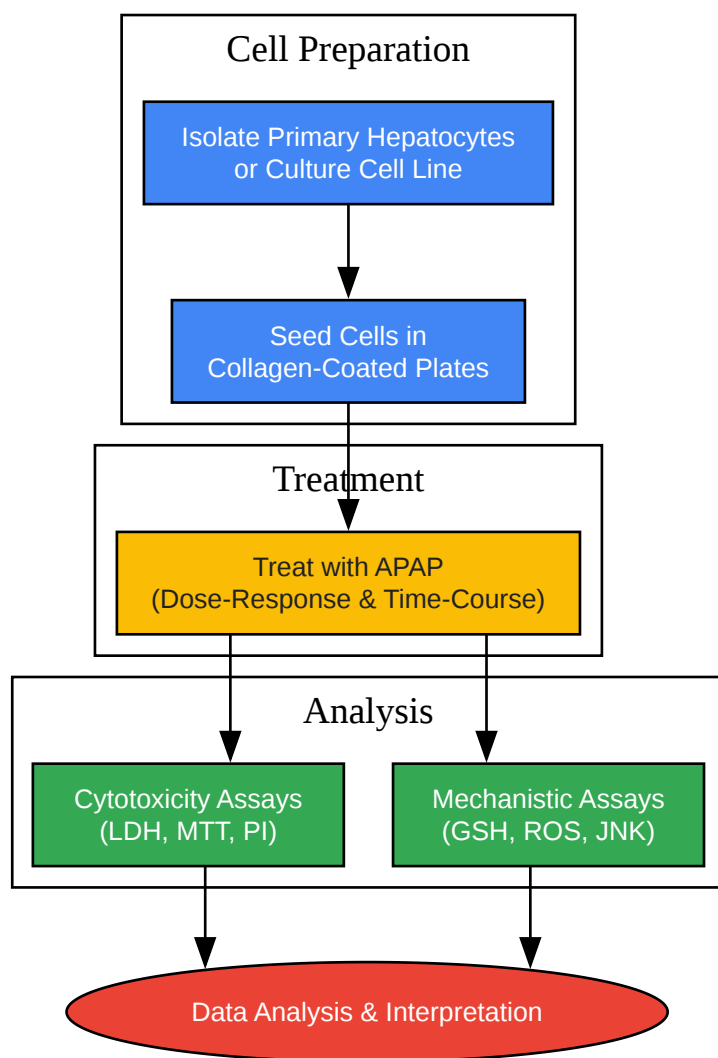 Cell Preparation
Isolate Primary Hepatocytes
or Culture Cell Line
Seed Cells in
Collagen-Coated Plates
Treatment
Treat with APAP
(Dose-Response & Time-Course)
Analysis
Cytotoxicity Assays
(LDH, MTT, PI)
Mechanistic Assays
(GSH, ROS, JNK)
Data Analysis & Interpretation